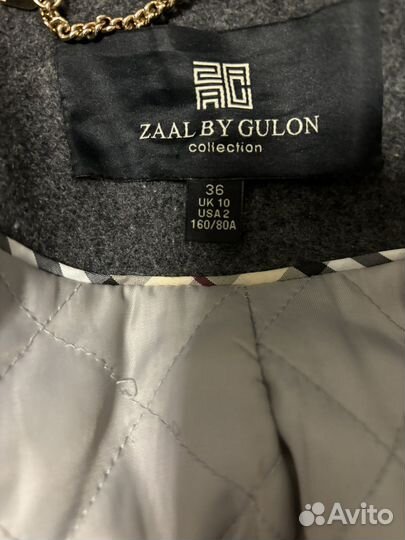 ZAAL BY GULON
collection
36
UK 10
USA 2
160/80A
Avito